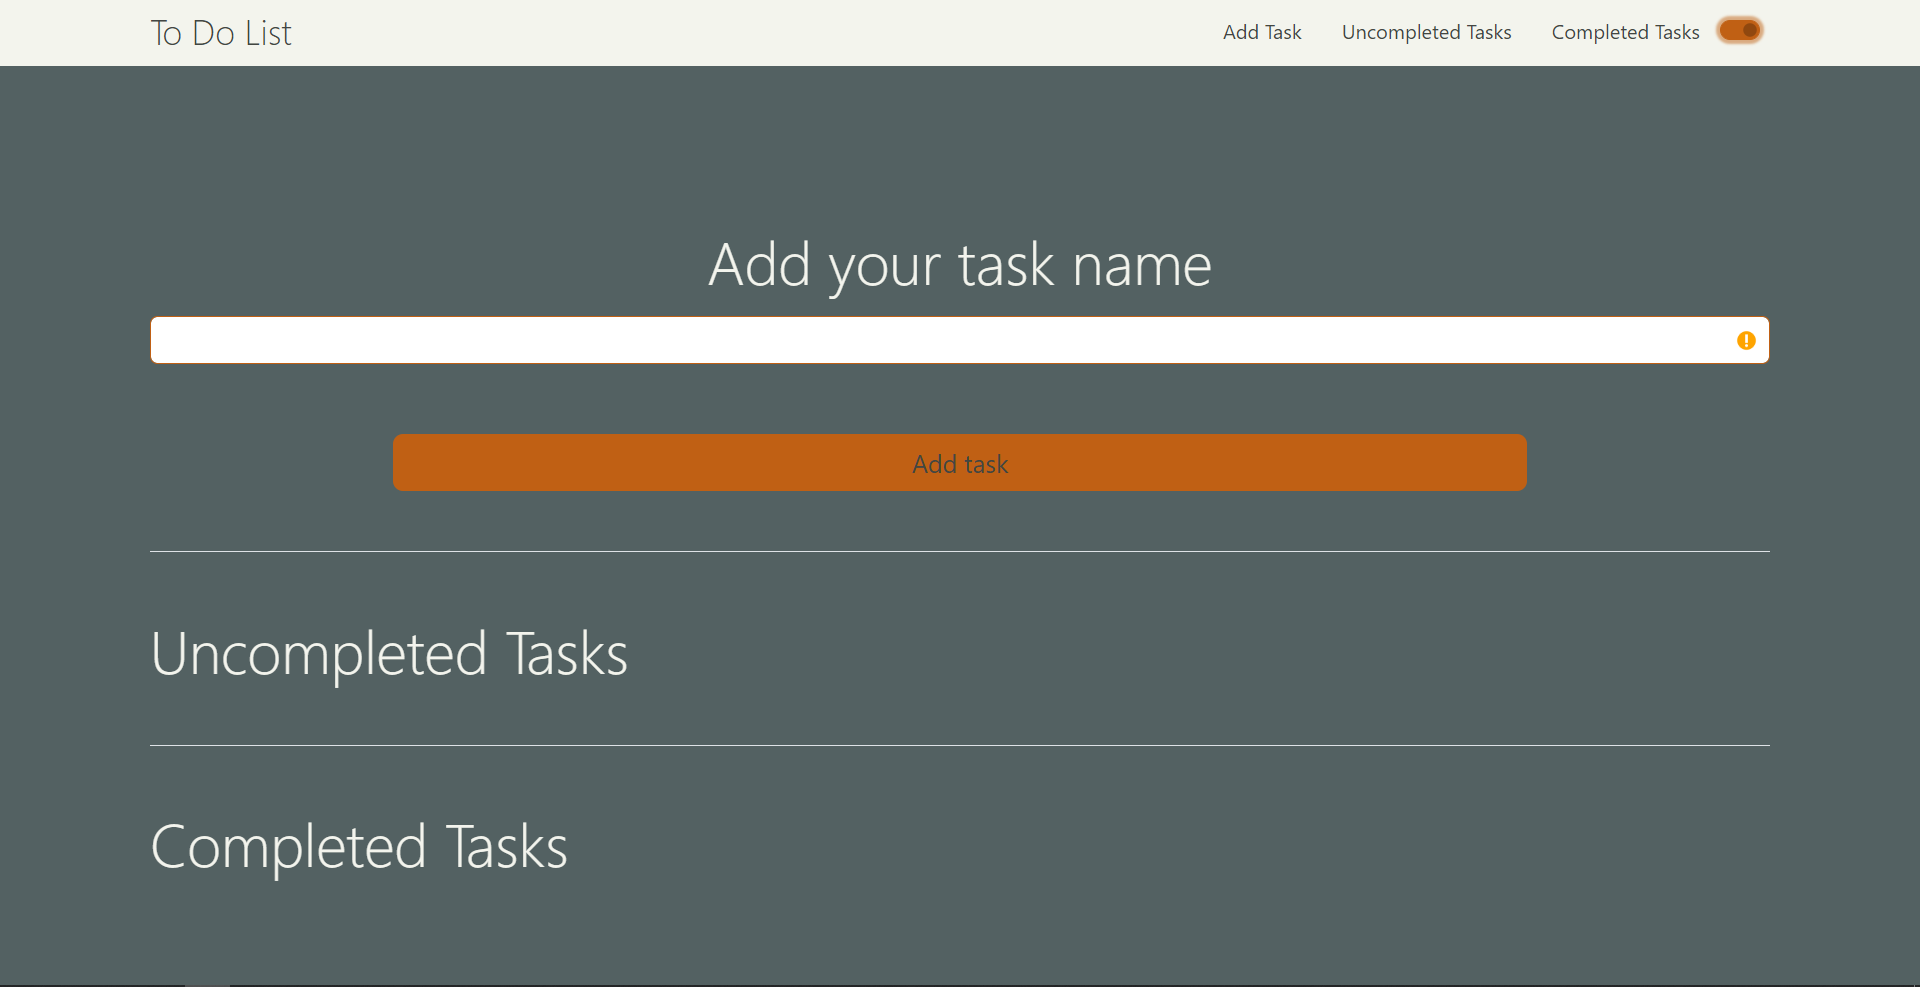 To Do List
Add Task Uncompleted Tasks Completed Tasks
Add your task name
Add task
Uncompleted Tasks
Completed Tasks